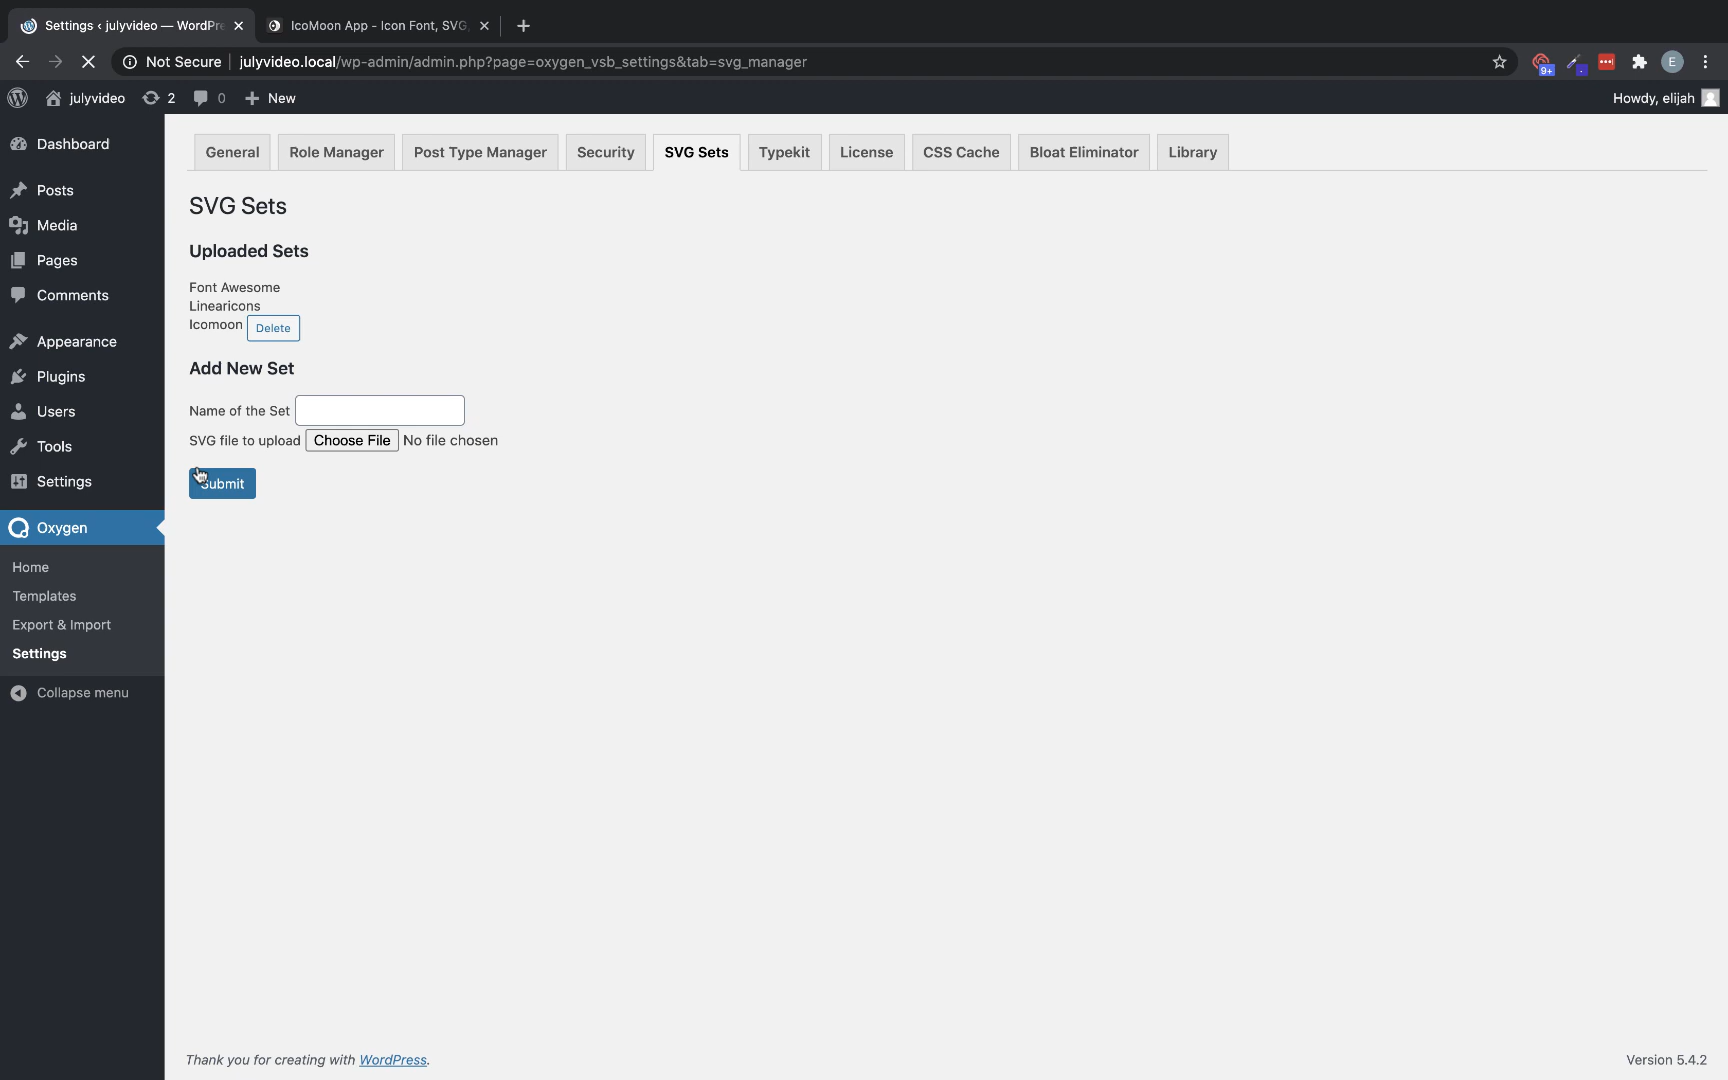 Settings ‹ julyvideo — WordPre
IcoMoon App - Icon Font, SVG,
Not Secure
julyvideo.local/wp-admin/admin.php?page=oxygen_vsb_settings&tab=svg_manager
9+
E
julyvideo
2
0
New
Howdy, elijah
Dashboard
Posts
Media
Pages
Comments
Appearance
Plugins
Users
Tools
Settings
Oxygen
Home
Templates
Export & Import
Settings
Collapse menu
General
Role Manager
Post Type Manager
Security
SVG Sets
Typekit
License
CSS Cache
Bloat Eliminator
Library
SVG Sets
Uploaded Sets
Font Awesome
Linearicons
Icomoon Delete
Add New Set
Name of the Set
SVG file to upload Choose File No file chosen
Submit
Thank you for creating with WordPress.
Version 5.4.2